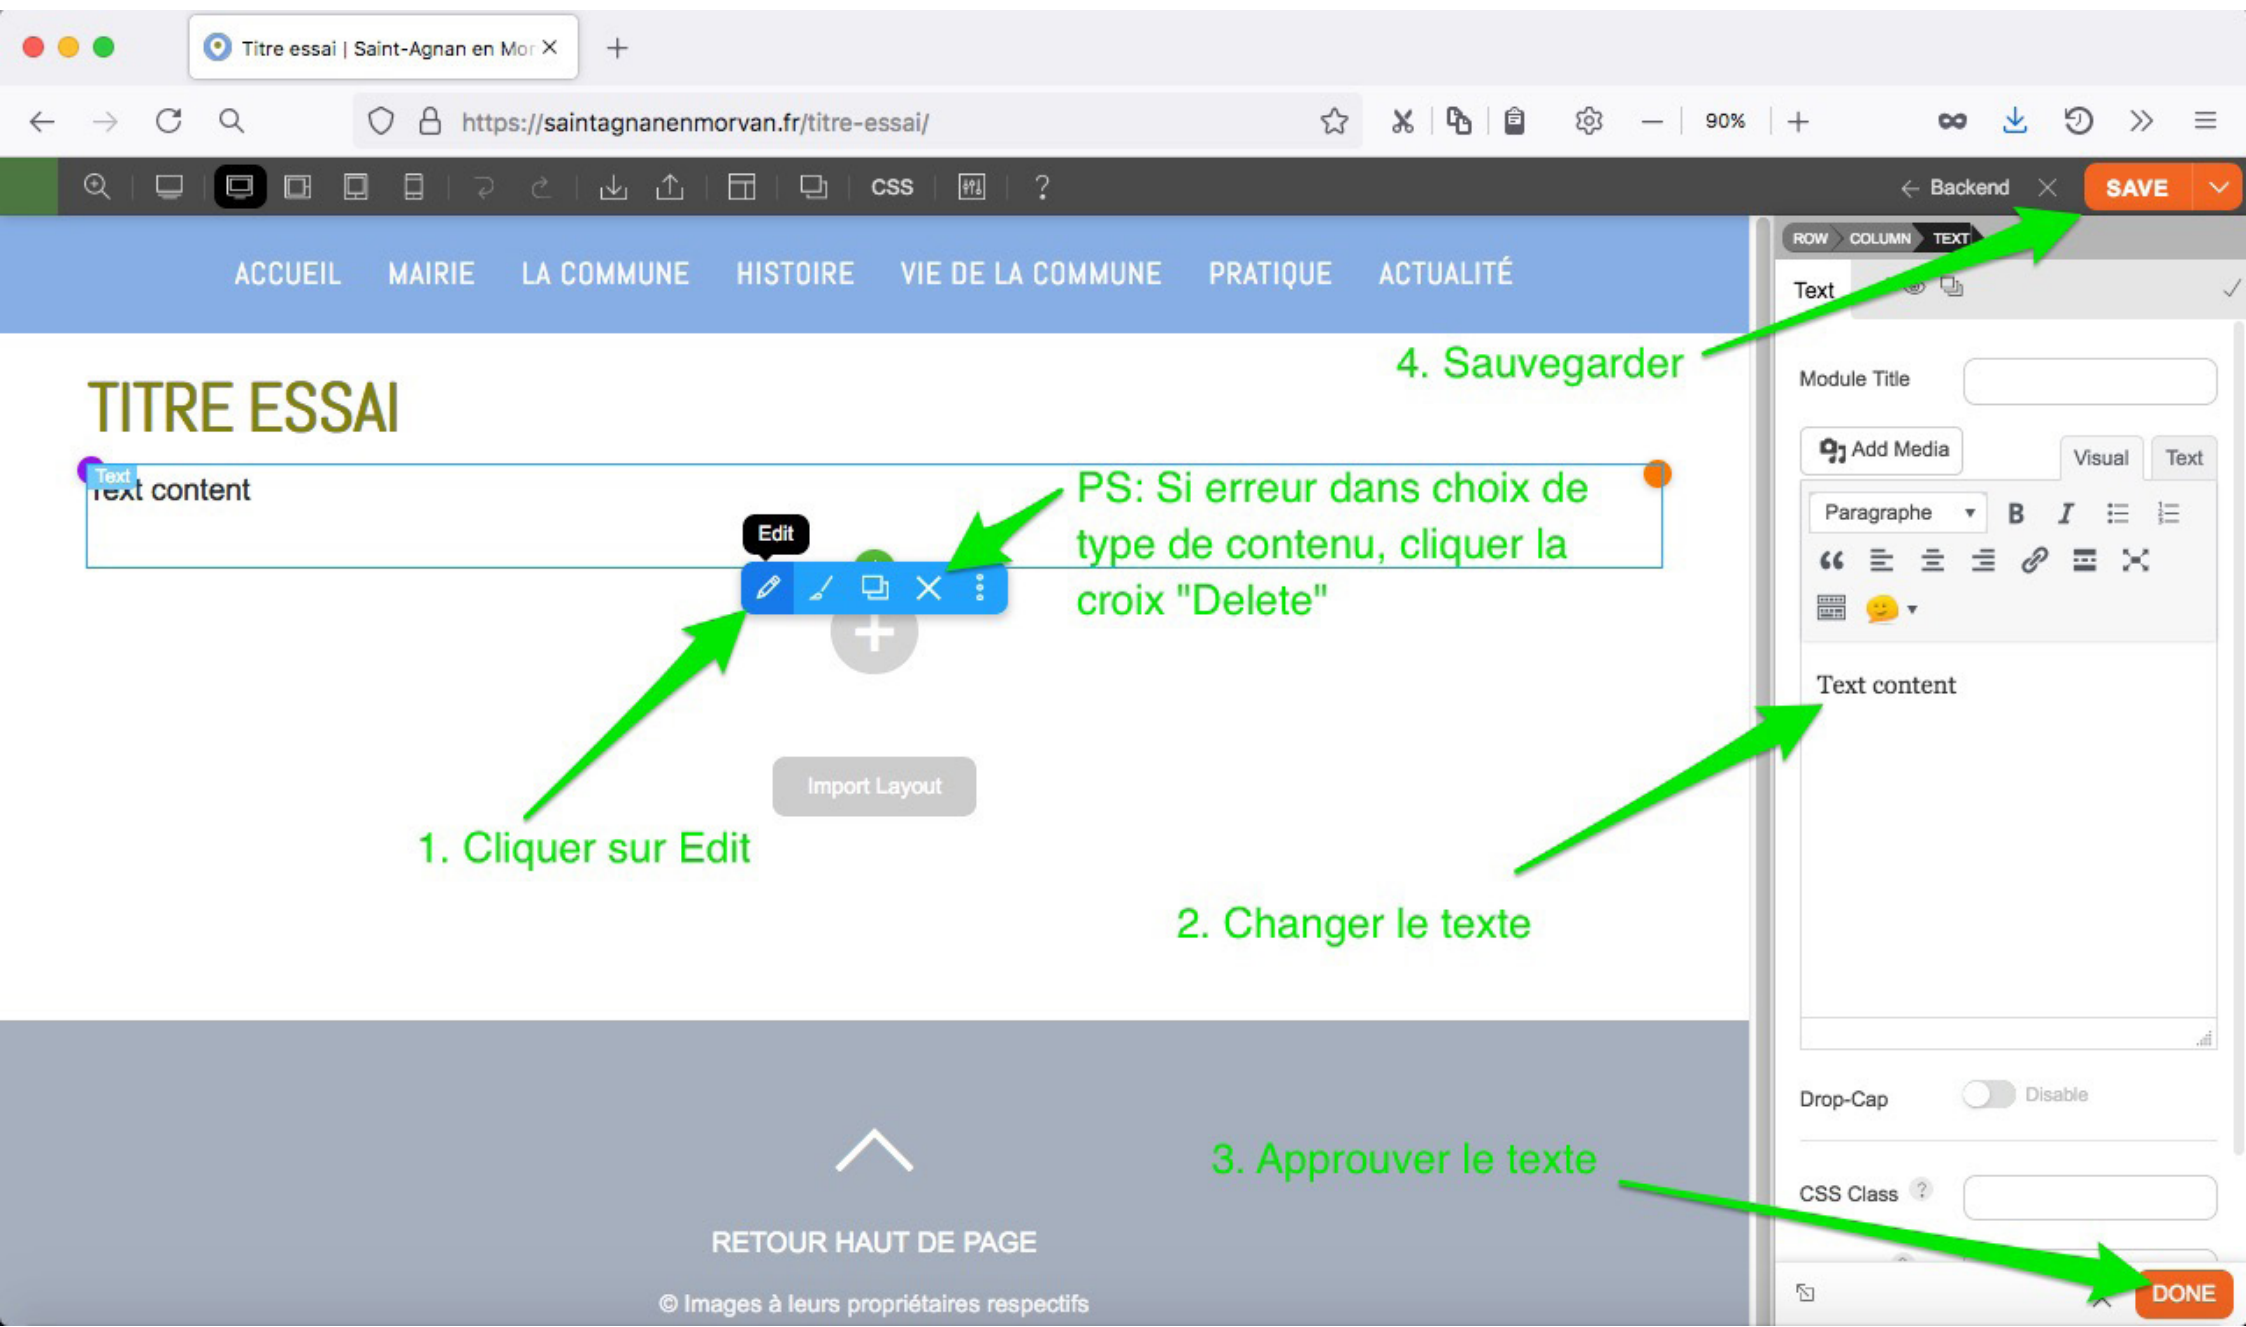 Titre essai | Saint-Agnan en Mor
https://saintagnanenmorvan.fr/titre-essai/
90%
CSS
?
Backend
SAVE
ROW COLUMN TEXT
ACCUEIL MAIRIE LA COMMUNE HISTOIRE VIE DE LA COMMUNE PRATIQUE ACTUALITÉ
Text
4. Sauvegarder
Module Title
TITRE ESSAI
Add Media
Visual Text
Text
Text content
PS: Si erreur dans choix de
type de contenu, cliquer la
croix "Delete"
Edit
Paragraphe
B I
Text content
Import Layout
1. Cliquer sur Edit
2. Changer le texte
Drop-Cap
Disable
3. Approuver le texte
CSS Class ?
RETOUR HAUT DE PAGE
© Images à leurs propriétaires respectifs
DONE